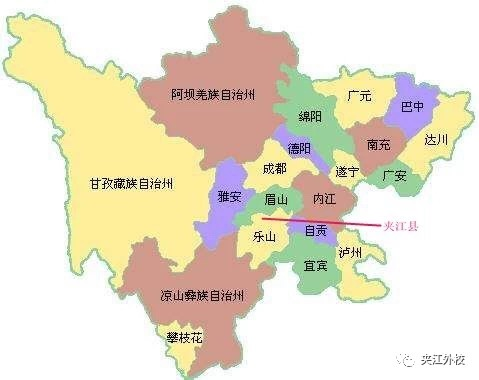 阿坝羌族自治州
广元
巴中
绵阳
达川
德阳
南充
成都
遂宁
广安
甘孜藏族自治州
雅安
眉山
内江
夹江县
乐山
自贡
泸州
宜宾
凉山彝族自治州
攀枝花
夹江外校